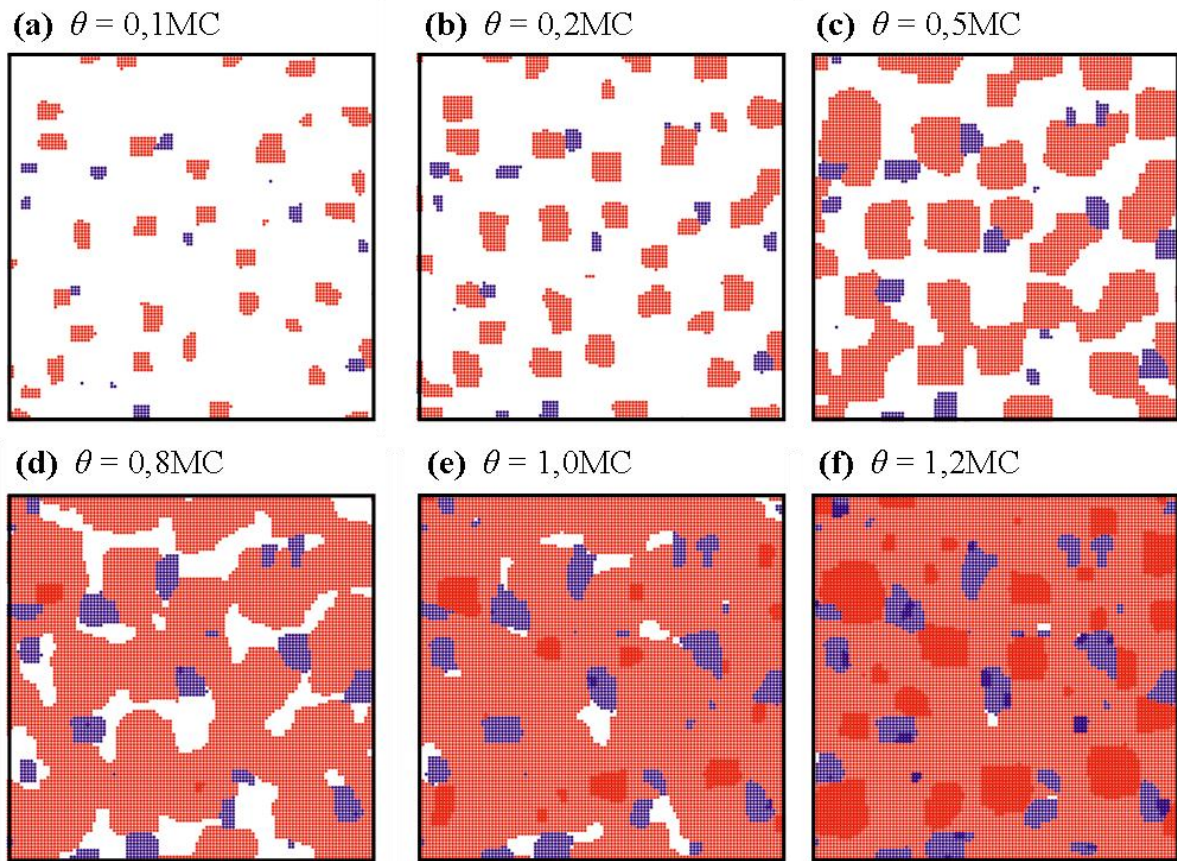 (a) θ = 0,1MC
(b) θ = 0,2MC
(c) θ = 0,5MC
(d) θ = 0,8MC
(e) θ = 1,0MC
(f) θ = 1,2MC